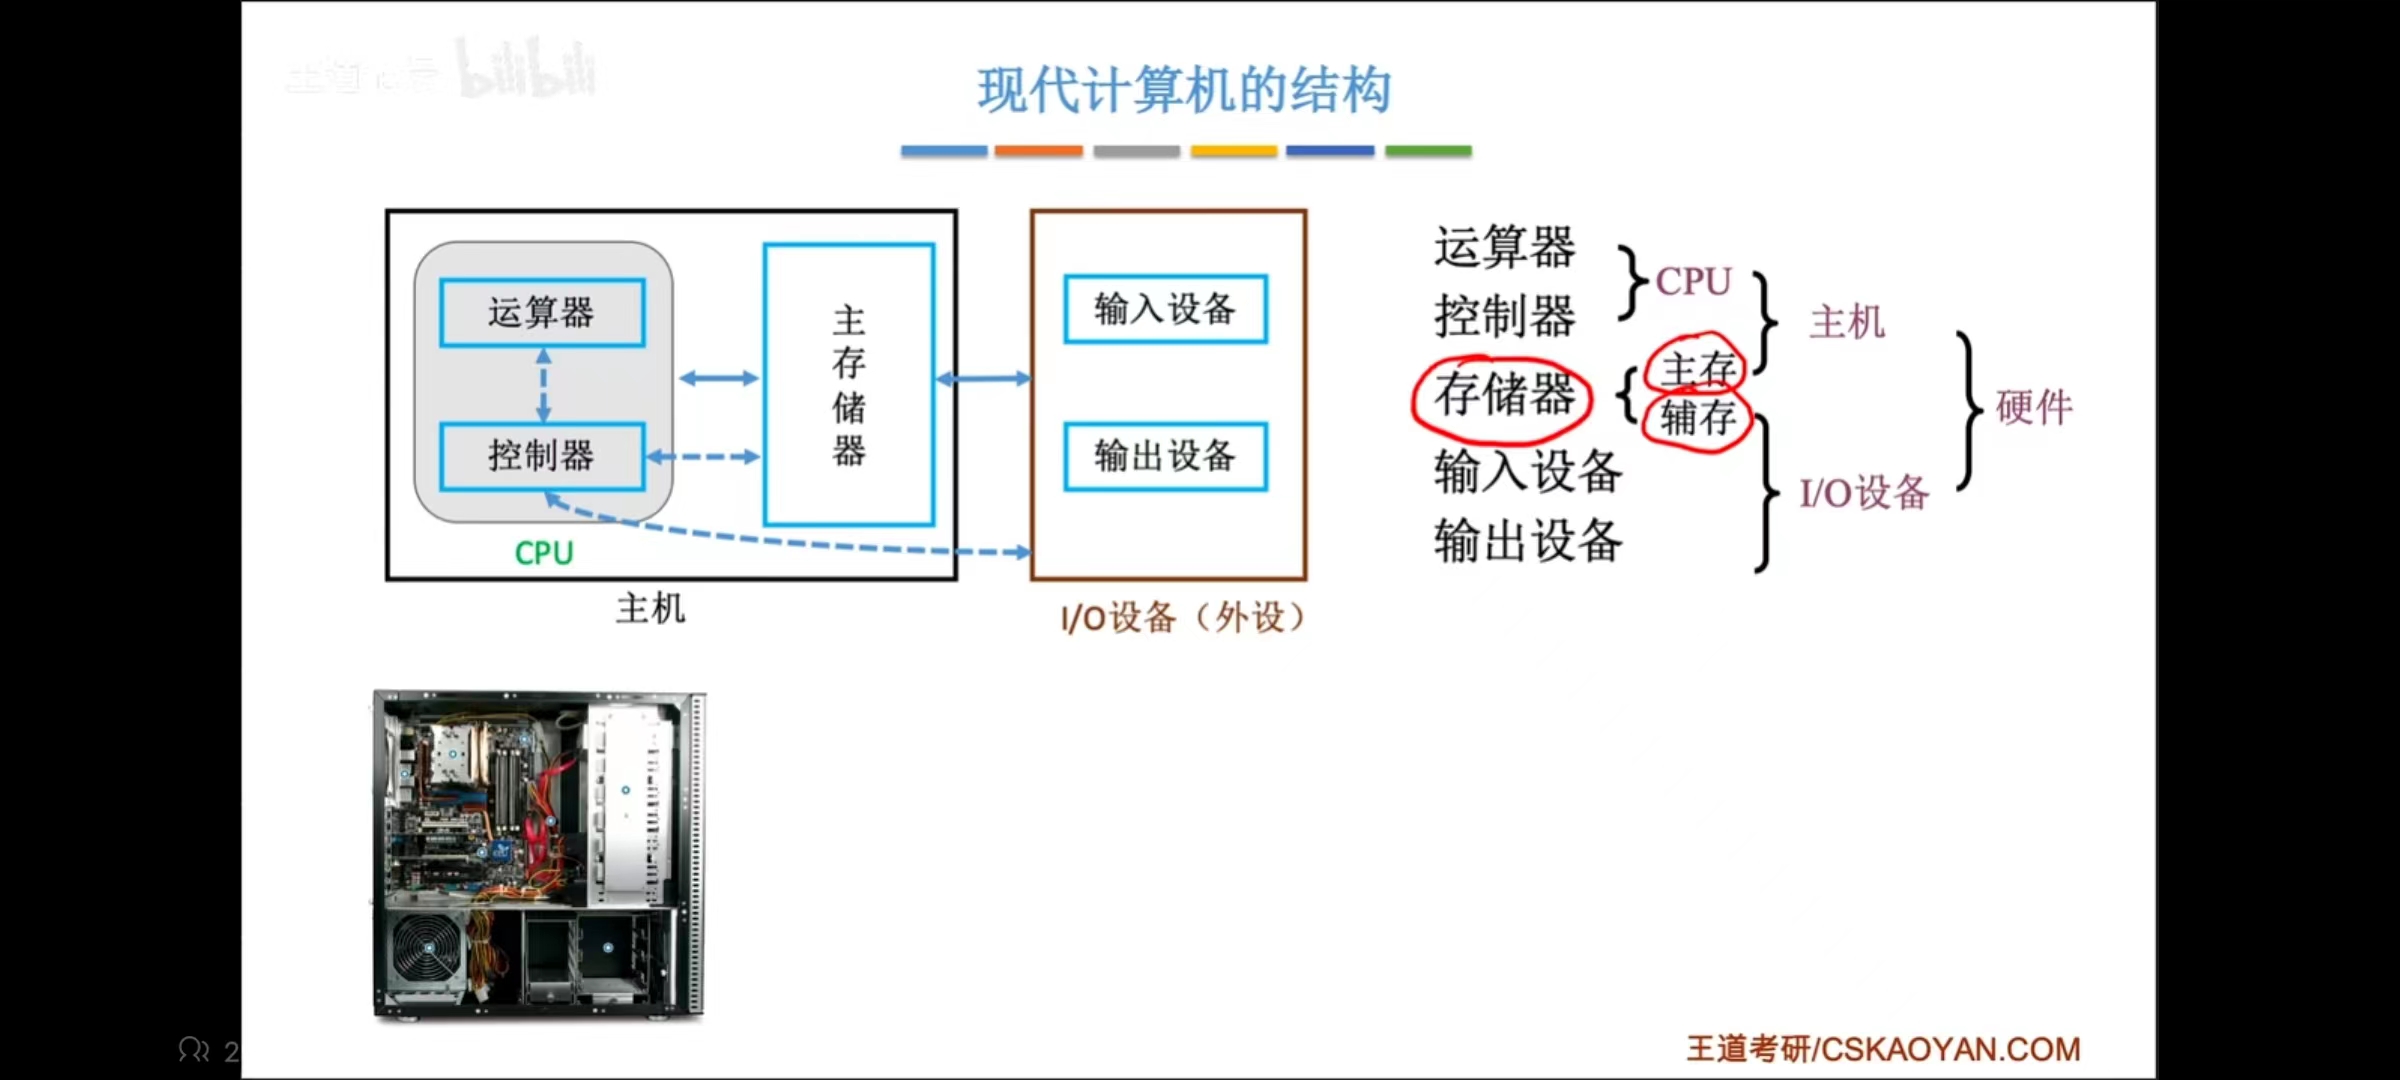 bilibili
现代计算机的结构
运算器
控制器
CPU
主存储器
主机
输入设备
输出设备
I/O设备（外设）
运算器
控制器
存储器
输入设备
输出设备
CPU
主存
辅存
主机
I/O设备
硬件
王道考研/CSKAOYAN.COM
2